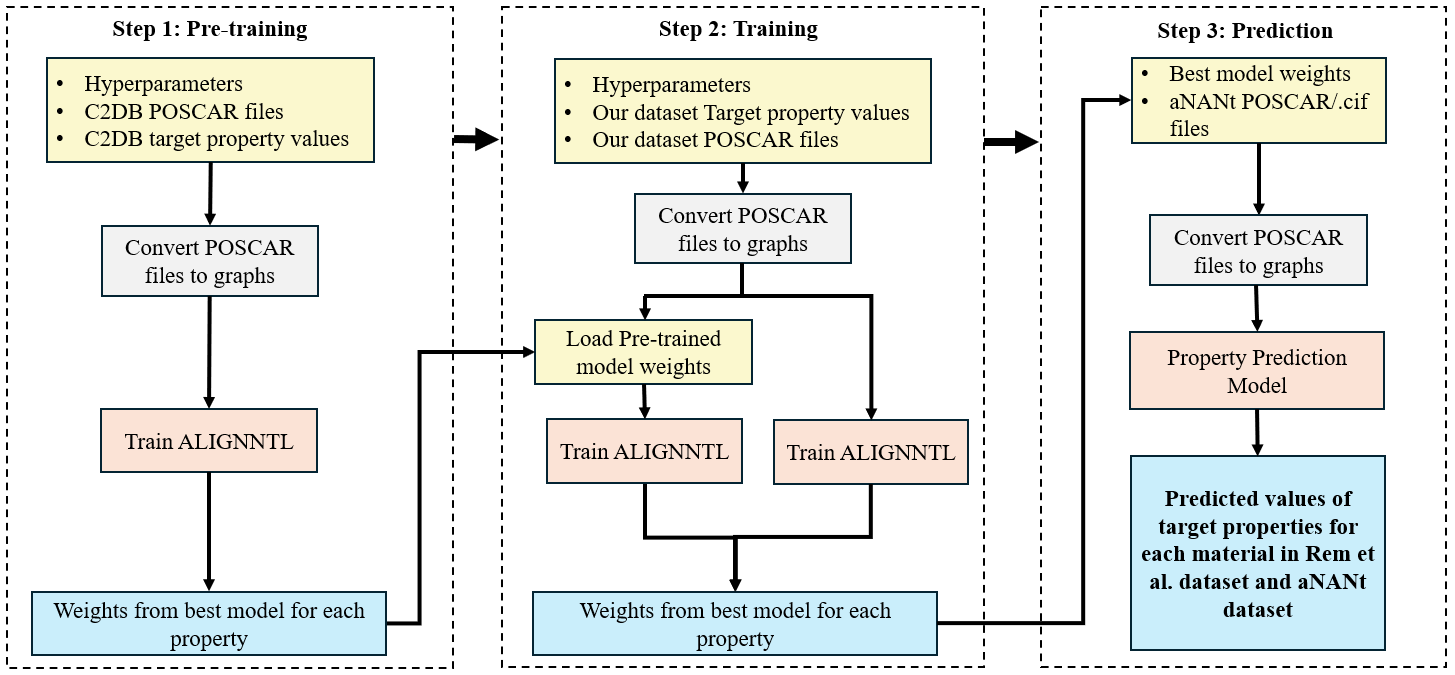 Step 1: Pre-training
• Hyperparameters
• C2DB POSCAR files
• C2DB target property values
Convert POSCAR
files to graphs
Train ALIGNNTL
Weights from best model for each
property
Step 2: Training
• Hyperparameters
• Our dataset Target property values
• Our dataset POSCAR files
Convert POSCAR
files to graphs
Load Pre-trained
model weights
Train ALIGNNTL
Train ALIGNNTL
Weights from best model for each
property
Step 3: Prediction
• Best model weights
• aNANt POSCAR/.cif
files
Convert POSCAR
files to graphs
Property Prediction
Model
Predicted values of
target properties for
each material in Rem et
al. dataset and aNANt
dataset